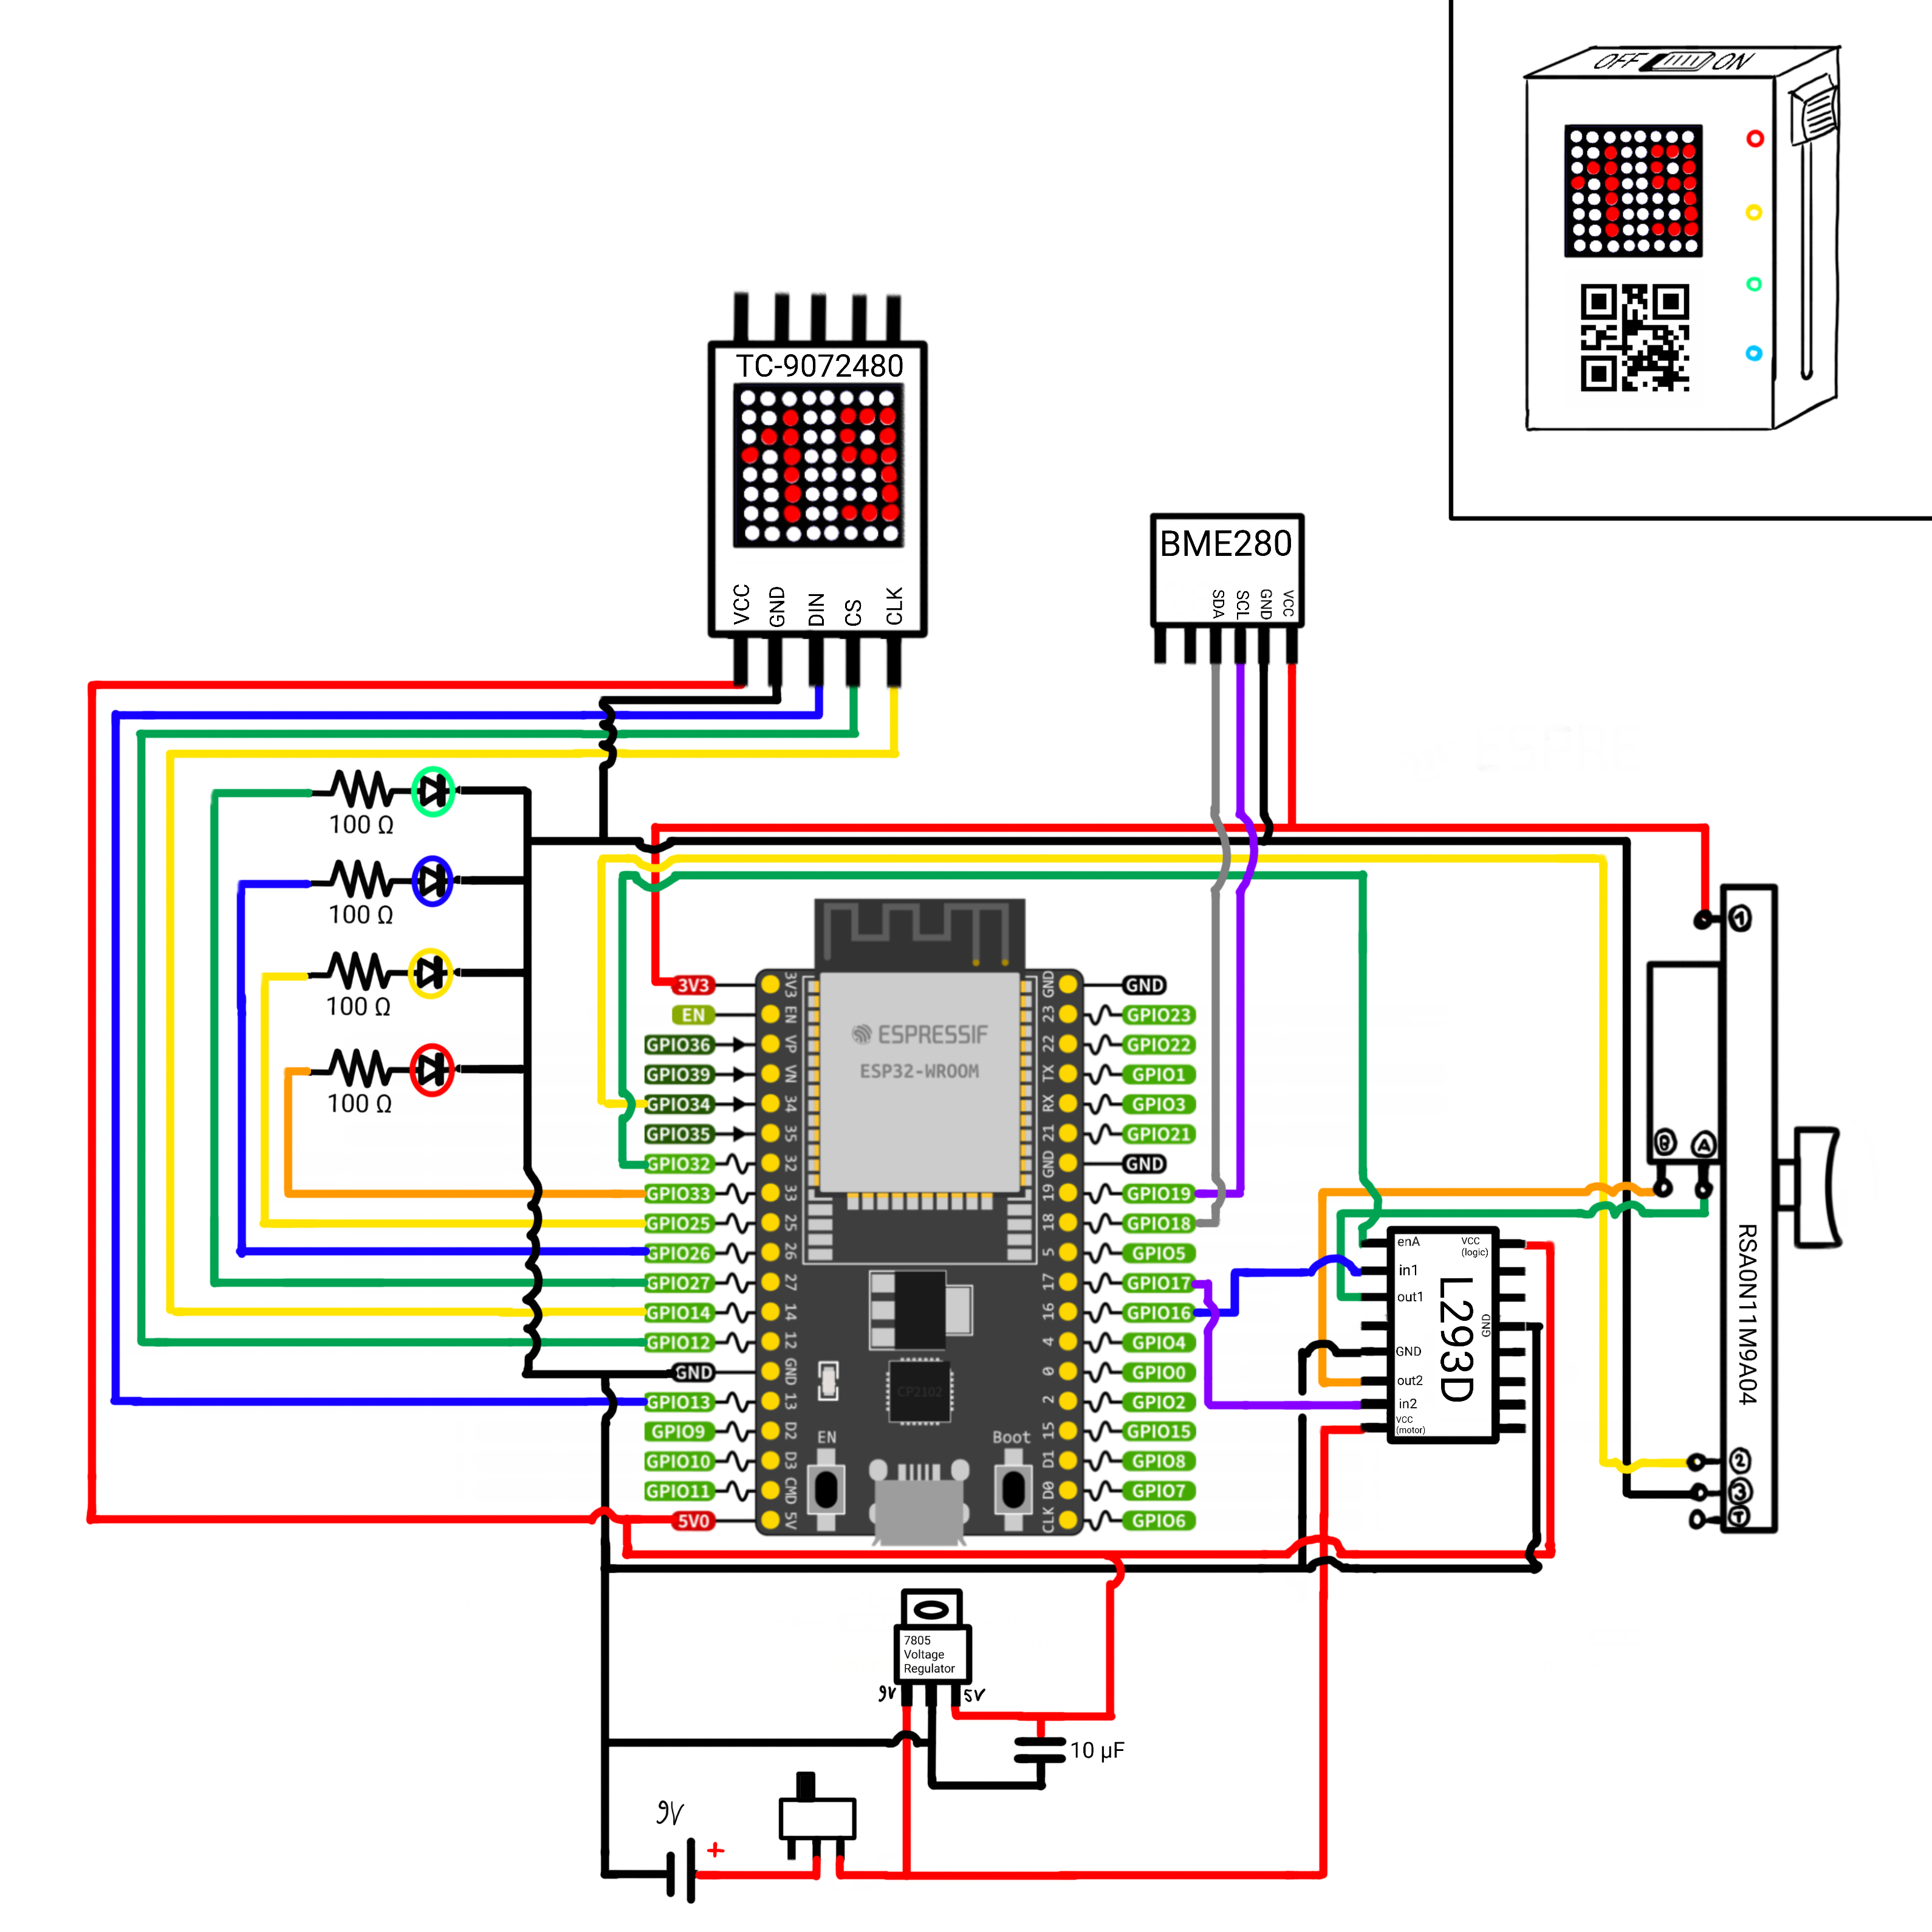 OFF ON
TC-9072480
VCC
GND
DIN
CS
CLK
BME280
SDA
SCL
GND
VCC
100 Ω
100 Ω
100 Ω
100 Ω
ESPRESSIF
ESP32-WROOM
3V3 3V3
EN EN
GPIO36 VP
GPIO39 VN
GPIO34 34
GPIO35 35
GPIO32 32
GPIO33 33
GPIO25 25
GPIO26 26
GPIO27 27
GPIO14 14
GPIO12 12
GND GND
GPIO13 13
GPIO9 D2
GPIO10 D3
GPIO11 CMD
5V0 5V
GND GND
23 GPIO23
22 GPIO22
TX GPIO1
RX GPIO3
21 GPIO21
GND GND
19 GPIO19
18 GPIO18
5 GPIO5
17 GPIO17
16 GPIO16
4 GPIO4
0 GPIO0
2 GPIO2
15 GPIO15
D1 GPIO8
D0 GPIO7
CLK GPIO6
CP2102
EN
Boot
enA
in1
out1
GND
out2
in2
VCC
(motor)
L293D
VCC
(logic)
GND
1
B A
RSA0N11M9A04
2
3
1
7805
Voltage
Regulator
9V 5V
10 µF
9V
+